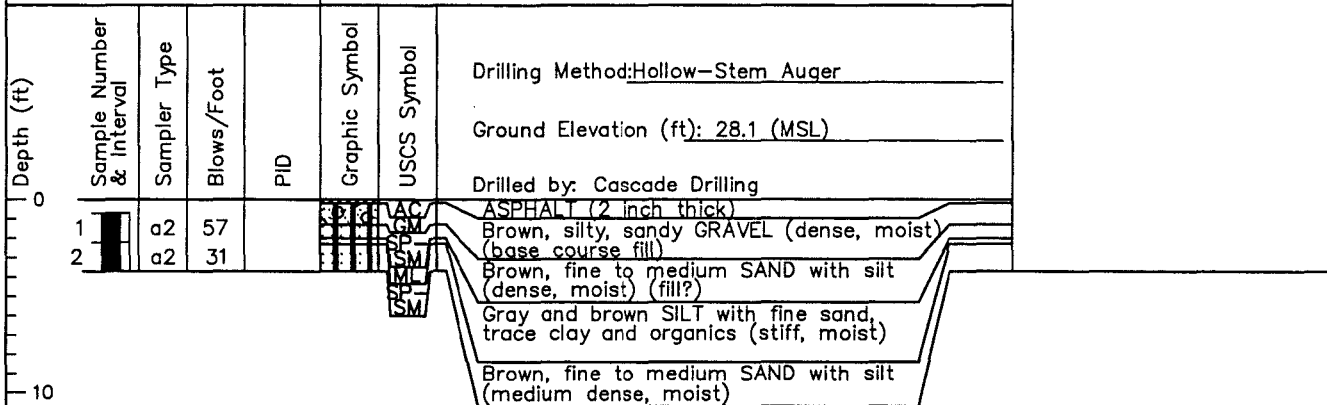 Depth (ft)
Sample Number
& Interval
Sampler Type
Blows/Foot
PID
Graphic Symbol
USCS Symbol
Drilling Method:Hollow-Stem Auger
Ground Elevation (ft): 28.1 (MSL)
Drilled by: Cascade Drilling
0
1 a2 57
2 a2 31
10
AC
GM
SP-
SM
ML
SP-
SM
ASPHALT (2 inch thick)
Brown, silty, sandy GRAVEL (dense, moist)
(base course fill)
Brown, fine to medium SAND with silt
(dense, moist) (fill?)
Gray and brown SILT with fine sand,
trace clay and organics (stiff, moist)
Brown, fine to medium SAND with silt
(medium dense, moist)